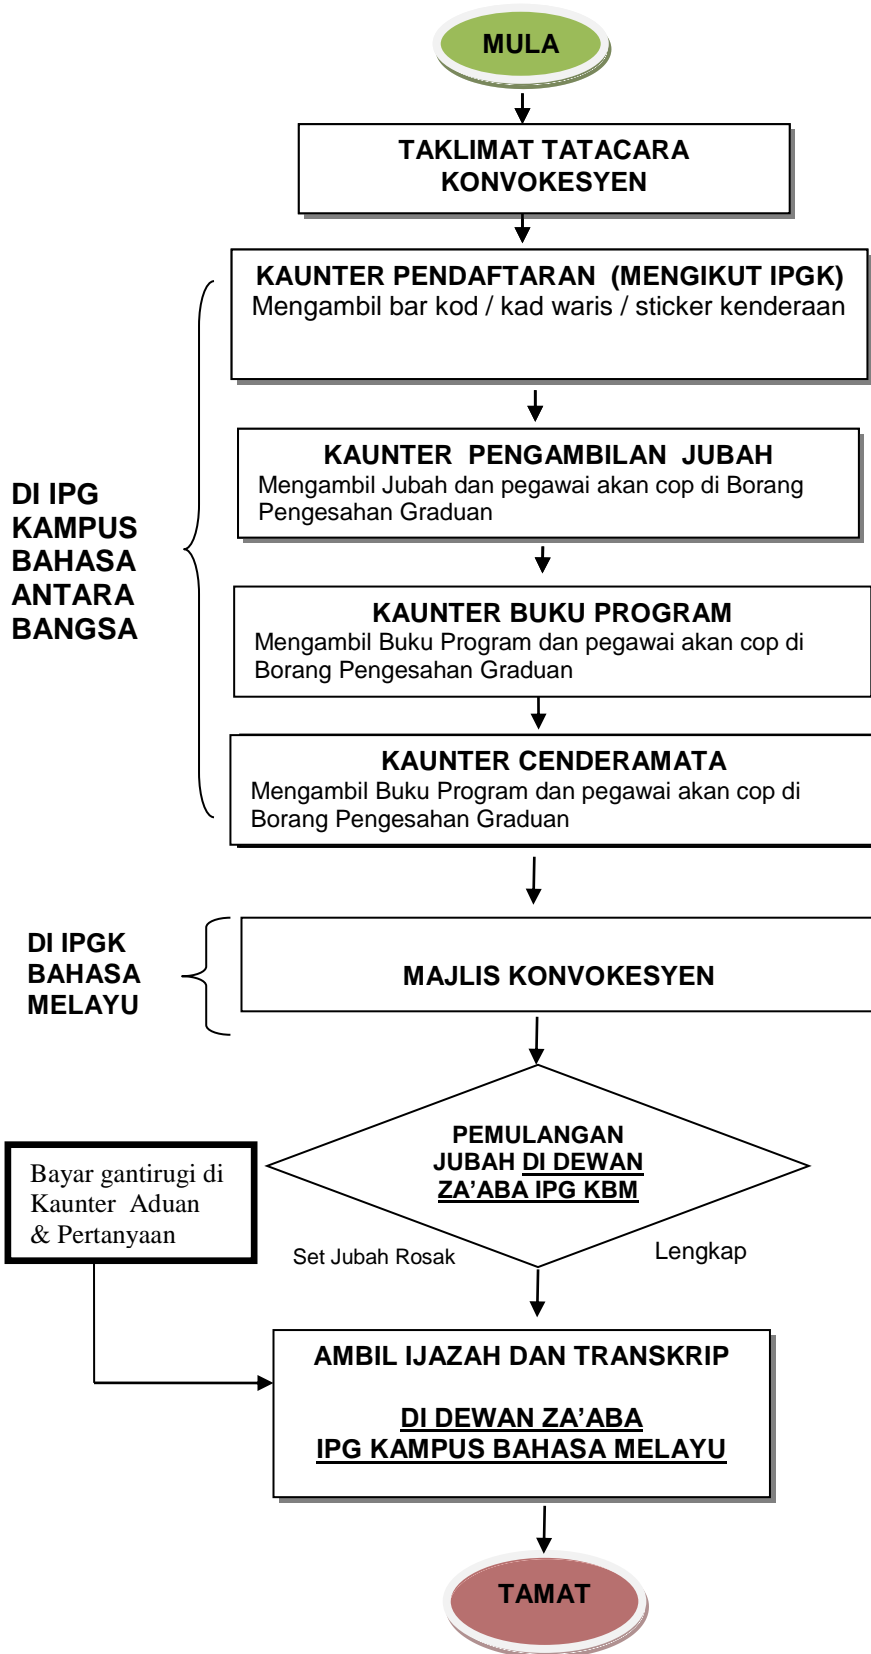 MULA
TAKLIMAT TATACARA
KONVOKESYEN
KAUNTER PENDAFTARAN (MENGIKUT IPGK)
Mengambil bar kod / kad waris / sticker kenderaan
DI IPG
KAMPUS
BAHASA
ANTARA
BANGSA
KAUNTER PENGAMBILAN JUBAH
Mengambil Jubah dan pegawai akan cop di Borang
Pengesahan Graduan
KAUNTER BUKU PROGRAM
Mengambil Buku Program dan pegawai akan cop di
Borang Pengesahan Graduan
KAUNTER CENDERAMATA
Mengambil Buku Program dan pegawai akan cop di
Borang Pengesahan Graduan
DI IPGK
BAHASA
MELAYU
MAJLIS KONVOKESYEN
PEMULANGAN
JUBAH DI DEWAN
ZA'ABA IPG KBM
Bayar gantirugi di
Kaunter Aduan
& Pertanyaan
Set Jubah Rosak
Lengkap
AMBIL IJAZAH DAN TRANSKRIP
DI DEWAN ZA'ABA
IPG KAMPUS BAHASA MELAYU
TAMAT